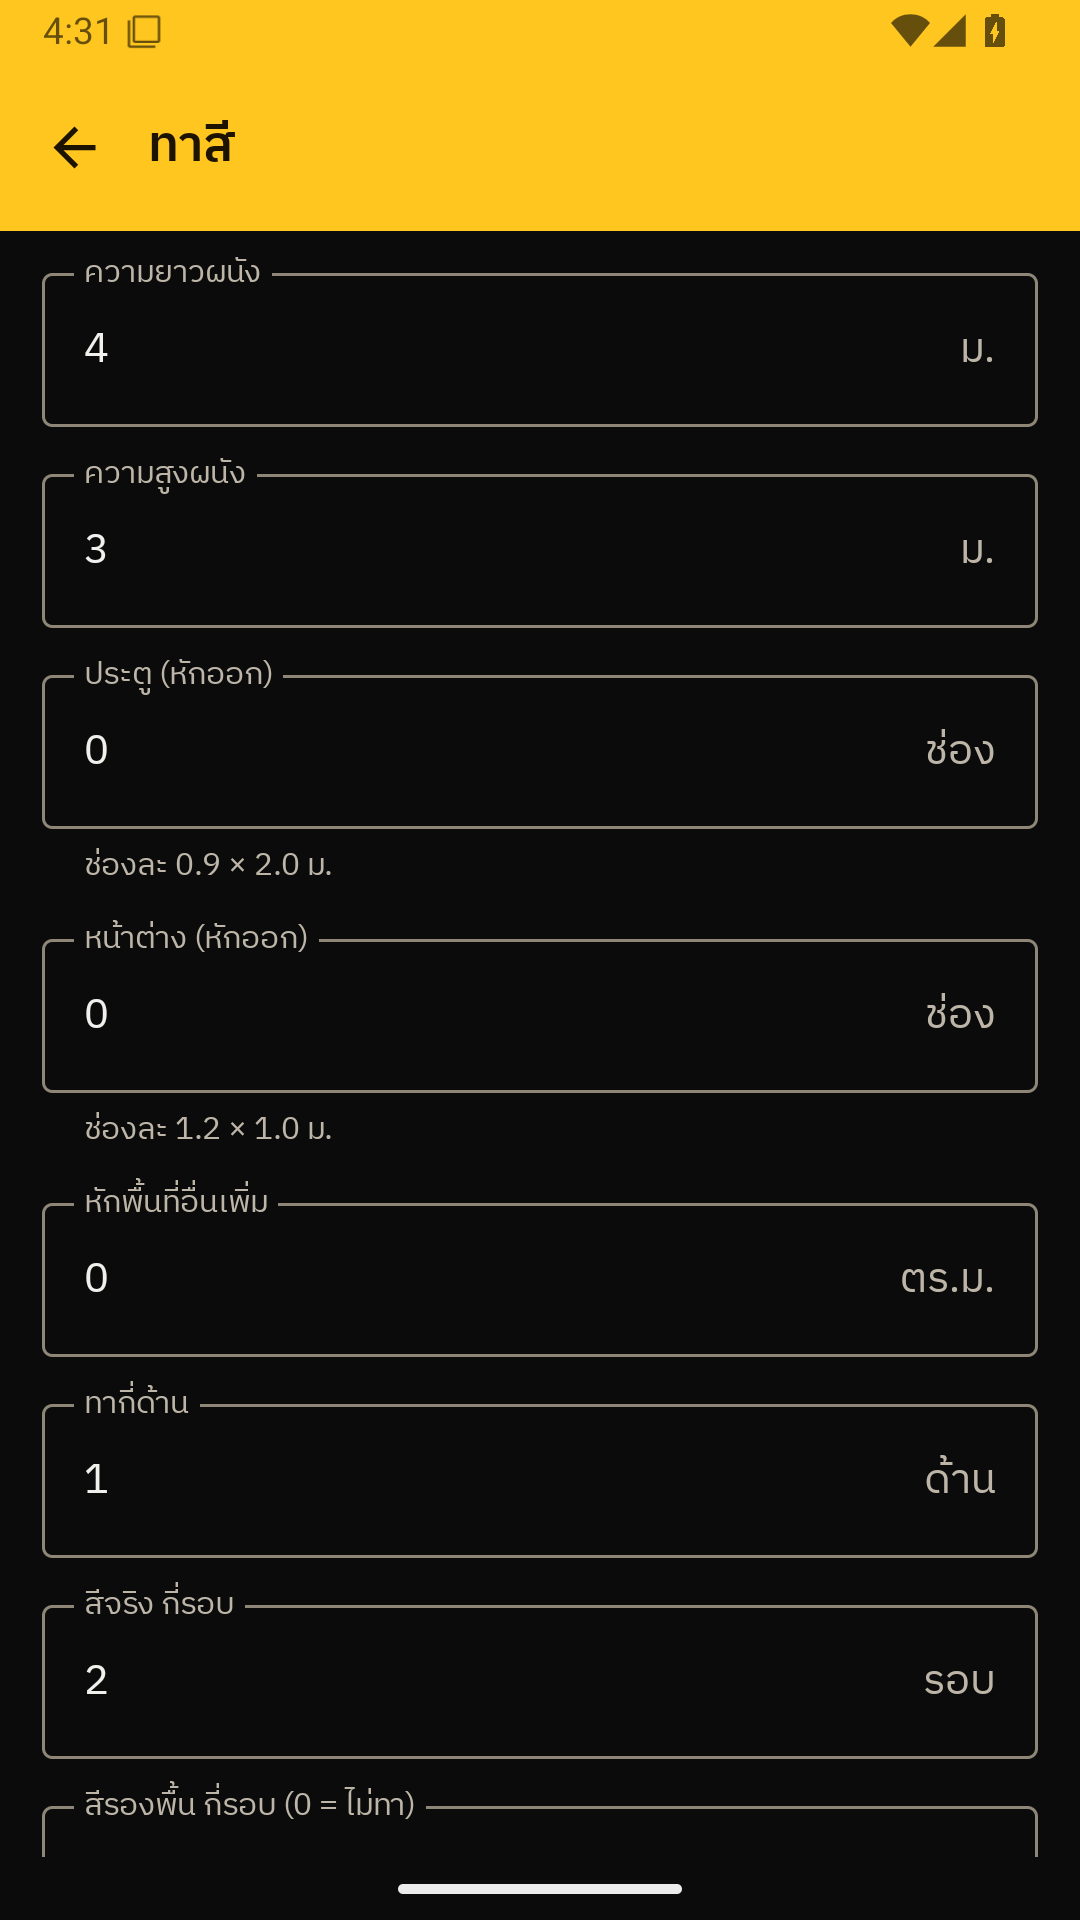 4:31
ทาสี
ความยาวผนัง
4 ม.
ความสูงผนัง
3 ม.
ประตู (หักออก)
0 ช่อง
ช่องละ 0.9 × 2.0 ม.
หน้าต่าง (หักออก)
0 ช่อง
ช่องละ 1.2 × 1.0 ม.
หักพื้นที่อื่นเพิ่ม
0 ตร.ม.
ทากี่ด้าน
1 ด้าน
สีจริง กี่รอบ
2 รอบ
สีรองพื้น กี่รอบ (0 = ไม่ทา)